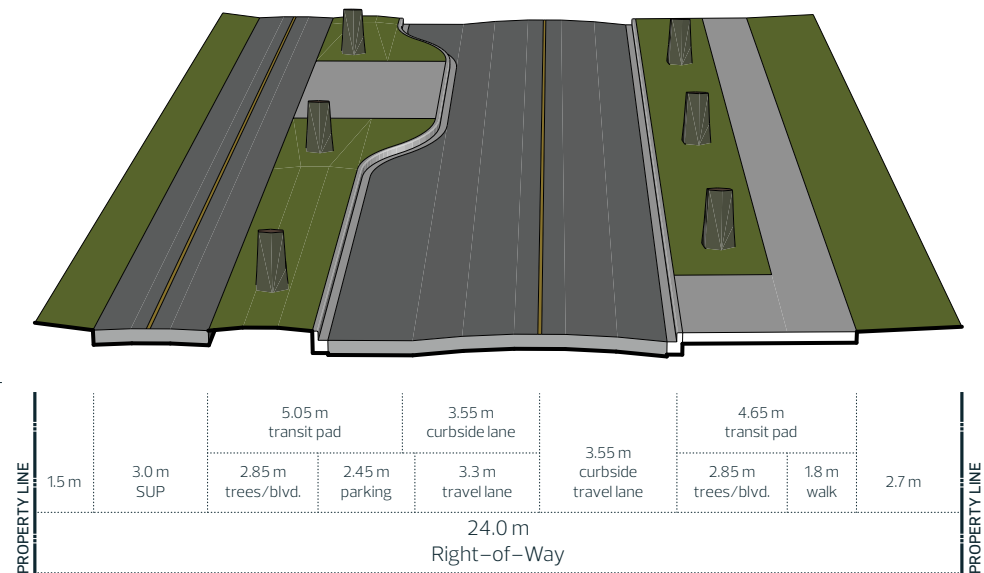 5.05 m
transit pad
3.55 m
curbside lane
4.65 m
transit pad
1.5 m
3.0 m
SUP
2.85 m
trees/blvd.
2.45 m
parking
3.3 m
travel lane
3.55 m
curbside
travel lane
2.85 m
trees/blvd.
1.8 m
walk
2.7 m
PROPERTY LINE
PROPERTY LINE
24.0 m
Right–of–Way